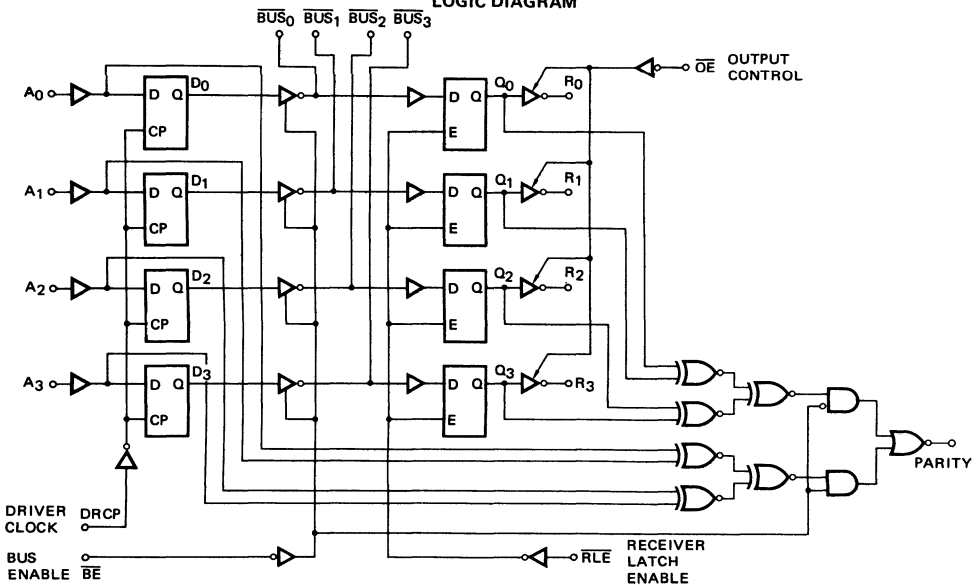 LOGIC DIAGRAM
BUS0 BUS1 BUS2 BUS3
OE OUTPUT CONTROL
A0 D Q D0 CP D Q Q0 E R0
A1 D Q D1 CP D Q Q1 E R1
A2 D Q D2 CP D Q Q2 E R2
A3 D Q D3 CP D Q Q3 E R3
PARITY
DRIVER CLOCK DRCP
BUS ENABLE BE
RLE RECEIVER LATCH ENABLE